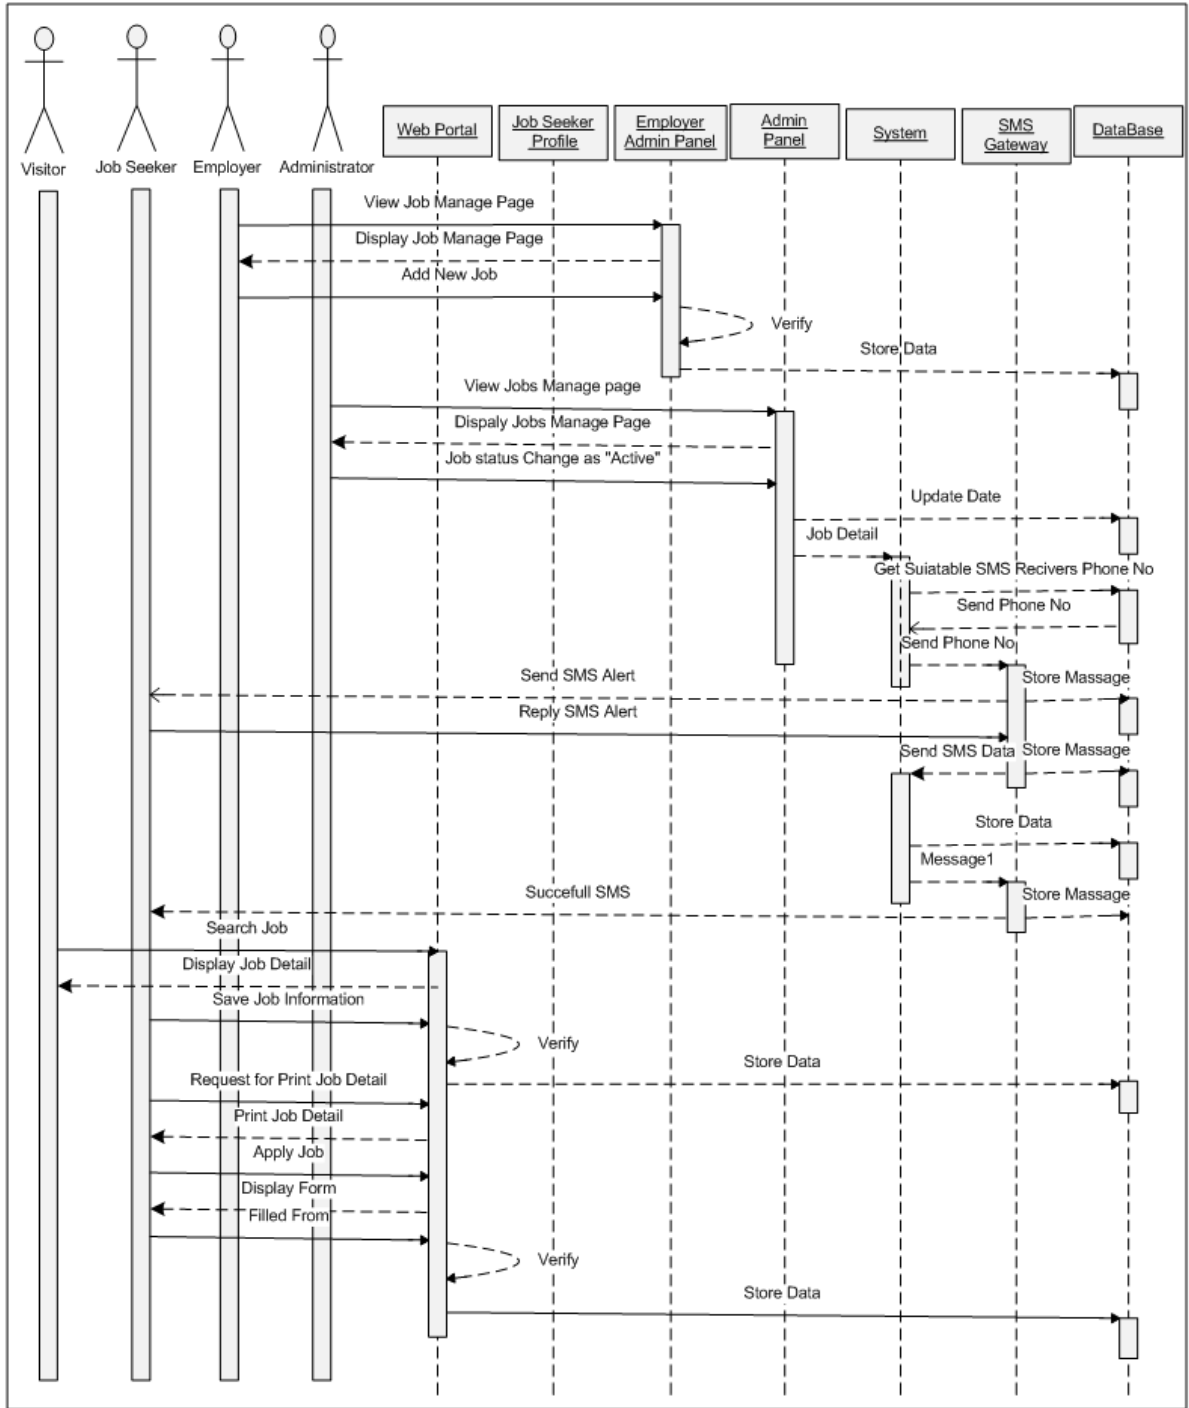 Visitor
Job Seeker
Employer
Administrator
Web Portal
Job Seeker
Profile
Employer
Admin Panel
Admin
Panel
System
SMS
Gateway
DataBase
View Job Manage Page
Display Job Manage Page
Add New Job
Verify
Store Data
View Jobs Manage page
Dispaly Jobs Manage Page
Job status Change as "Active"
Update Date
Job Detail
Get Suiatable SMS Recivers Phone No
Send Phone No
Send Phone No
Send SMS Alert
Store Massage
Reply SMS Alert
Send SMS Data
Store Massage
Store Data
Message1
Succefull SMS
Store Massage
Search Job
Display Job Detail
Save Job Information
Verify
Store Data
Request for Print Job Detail
Print Job Detail
Apply Job
Display Form
Filled From
Verify
Store Data